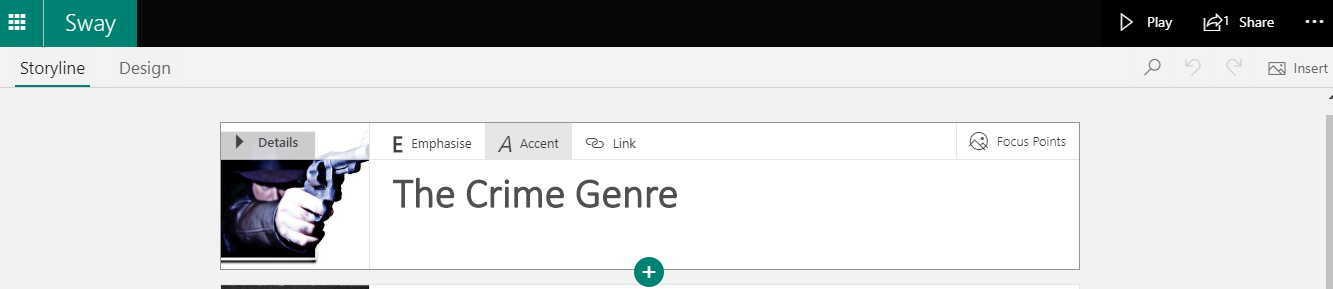 Sway
Play
1 Share
Storyline Design
Insert
Details
E Emphasise
A Accent
Link
Focus Points
The Crime Genre